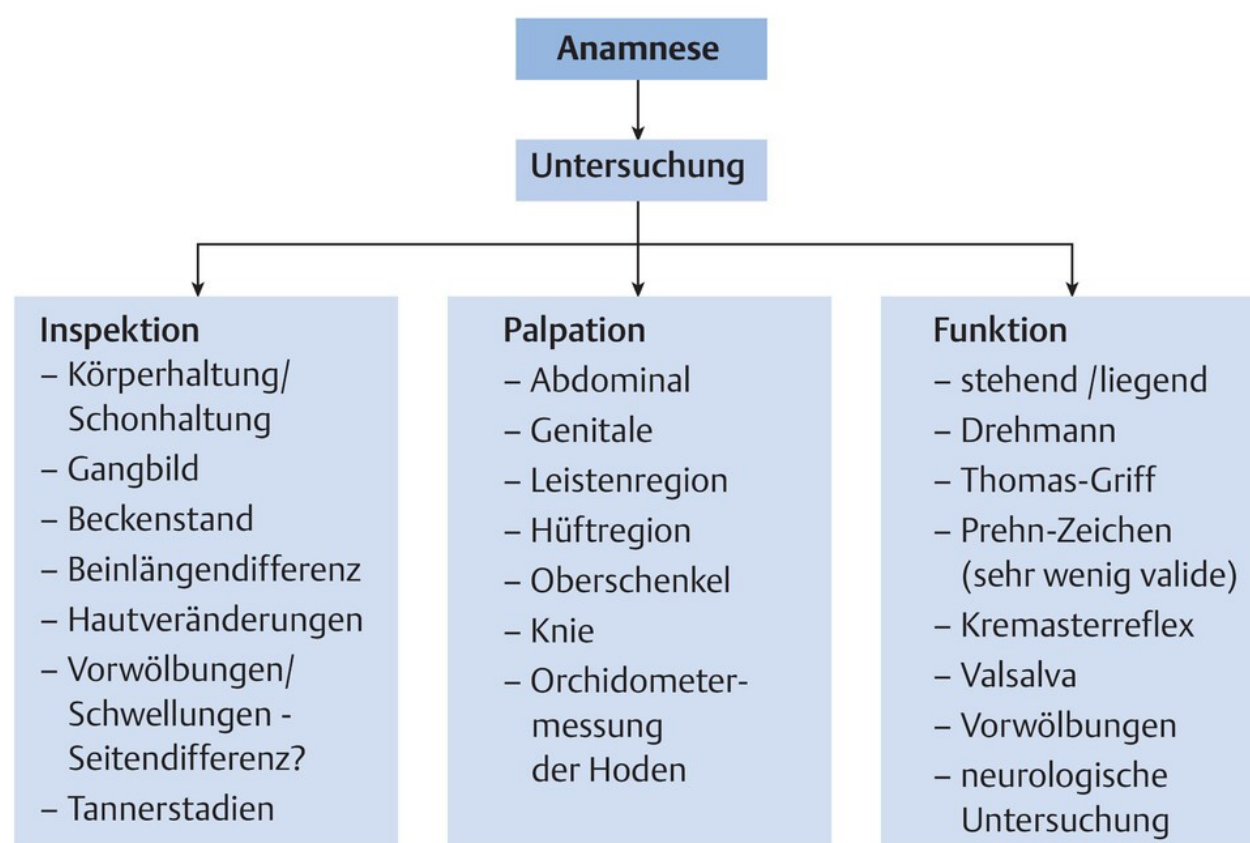 Anamnese
Untersuchung
Inspektion
– Körperhaltung/
Schonhaltung
– Gangbild
– Beckenstand
– Beinlängendifferenz
– Hautveränderungen
– Vorwölbungen/
Schwellungen -
Seitendifferenz?
– Tannerstadien
Palpation
– Abdominal
– Genitale
– Leistenregion
– Hüftregion
– Oberschenkel
– Knie
– Orchidometer-
messung
der Hoden
Funktion
– stehend /liegend
– Drehmann
– Thomas-Griff
– Prehn-Zeichen
(sehr wenig valide)
– Kremasterreflex
– Valsalva
– Vorwölbungen
– neurologische
Untersuchung